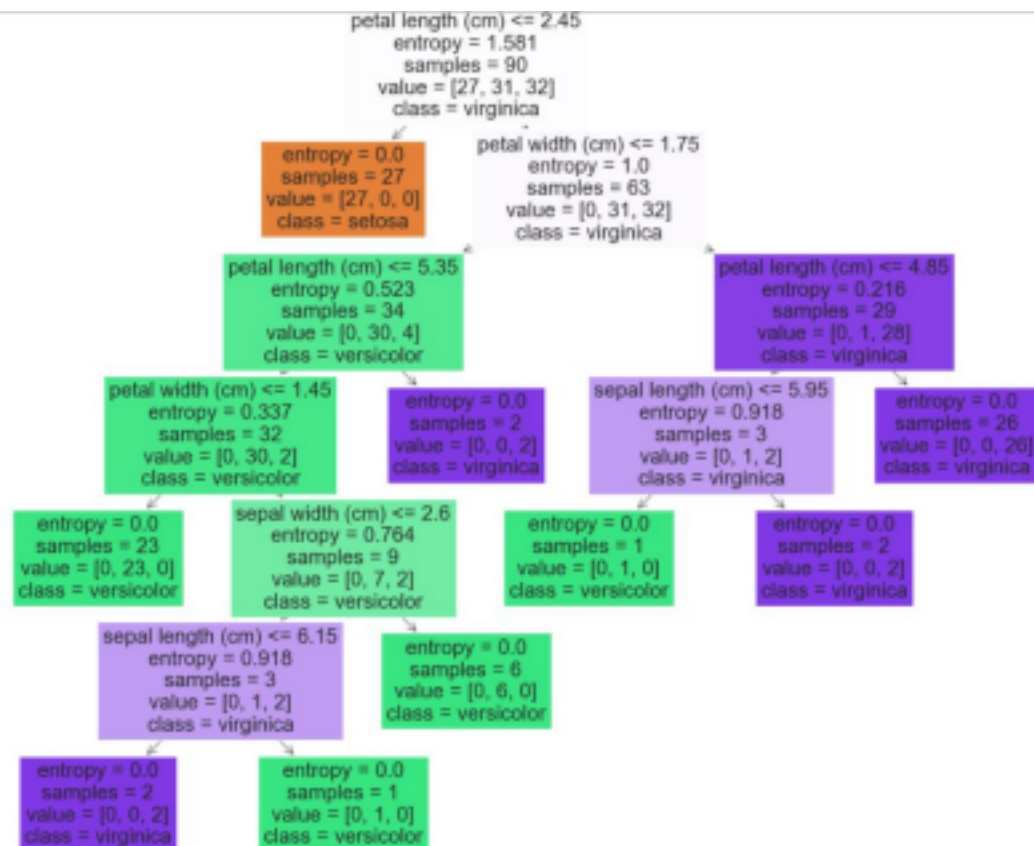 petal length (cm) <= 2.45
entropy = 1.581
samples = 90
value = [27, 31, 32]
class = virginica
entropy = 0.0
samples = 27
value = [27, 0, 0]
class = setosa
petal width (cm) <= 1.75
entropy = 1.0
samples = 63
value = [0, 31, 32]
class = virginica
petal length (cm) <= 5.35
entropy = 0.523
samples = 34
value = [0, 30, 4]
class = versicolor
petal length (cm) <= 4.85
entropy = 0.216
samples = 29
value = [0, 1, 28]
class = virginica
petal width (cm) <= 1.45
entropy = 0.337
samples = 32
value = [0, 30, 2]
class = versicolor
entropy = 0.0
samples = 2
value = [0, 0, 2]
class = virginica
sepal length (cm) <= 5.95
entropy = 0.918
samples = 3
value = [0, 1, 2]
class = virginica
entropy = 0.0
samples = 26
value = [0, 0, 26]
class = virginica
entropy = 0.0
samples = 23
value = [0, 23, 0]
class = versicolor
sepal width (cm) <= 2.6
entropy = 0.764
samples = 9
value = [0, 7, 2]
class = versicolor
entropy = 0.0
samples = 1
value = [0, 1, 0]
class = versicolor
entropy = 0.0
samples = 2
value = [0, 0, 2]
class = virginica
sepal length (cm) <= 6.15
entropy = 0.918
samples = 3
value = [0, 1, 2]
class = virginica
entropy = 0.0
samples = 6
value = [0, 6, 0]
class = versicolor
entropy = 0.0
samples = 2
value = [0, 0, 2]
class = virginica
entropy = 0.0
samples = 1
value = [0, 1, 0]
class = versicolor